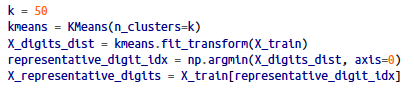 k = 50
kmeans = KMeans(n_clusters=k)
X_digits_dist = kmeans.fit_transform(X_train)
representative_digit_idx = np.argmin(X_digits_dist, axis=0)
X_representative_digits = X_train[representative_digit_idx]